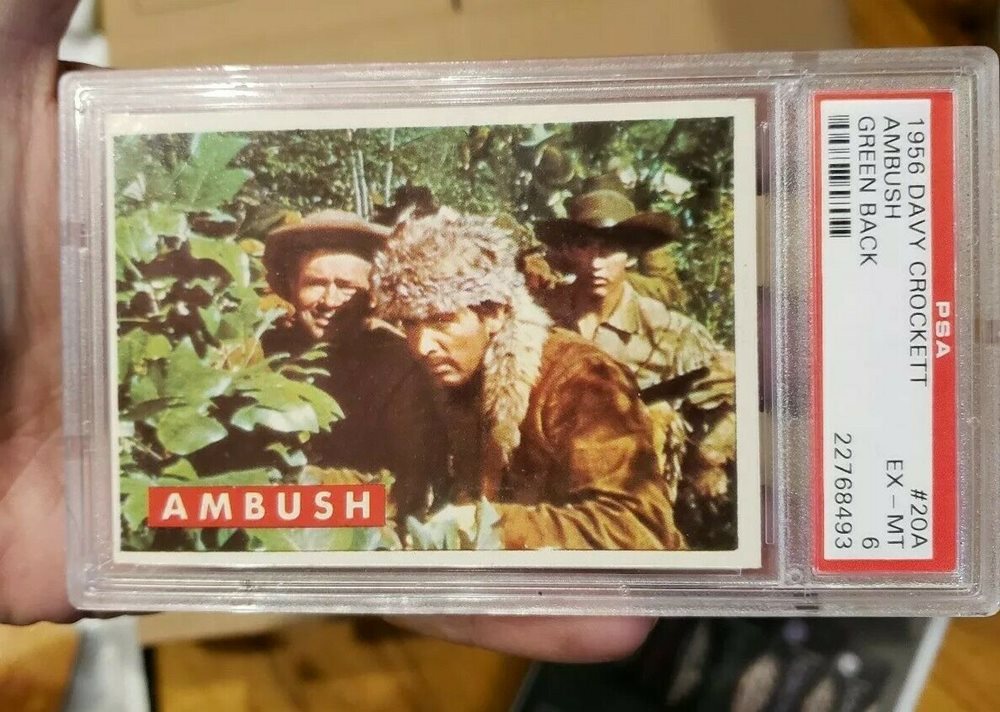 AMBUSH
PSA
1956 DAVY CROCKETT #20A
AMBUSH EX - MT
GREEN BACK 6
22768493